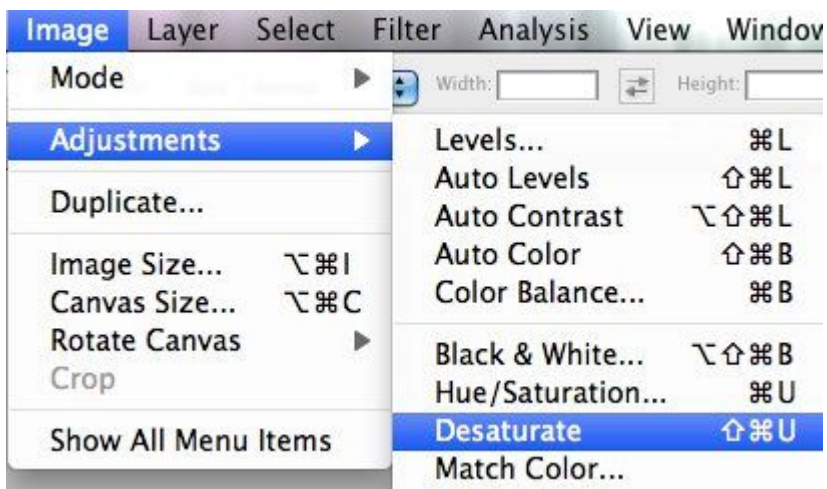 Image Layer Select Filter Analysis View Window
Width: Height:
Mode
Adjustments
Duplicate...
Image Size... ⌥⌘I
Canvas Size... ⌥⌘C
Rotate Canvas
Crop
Show All Menu Items
Levels... ⌘L
Auto Levels ⇧⌘L
Auto Contrast ⌥⇧⌘L
Auto Color ⇧⌘B
Color Balance... ⌘B
Black & White... ⌥⇧⌘B
Hue/Saturation... ⌘U
Desaturate ⇧⌘U
Match Color...